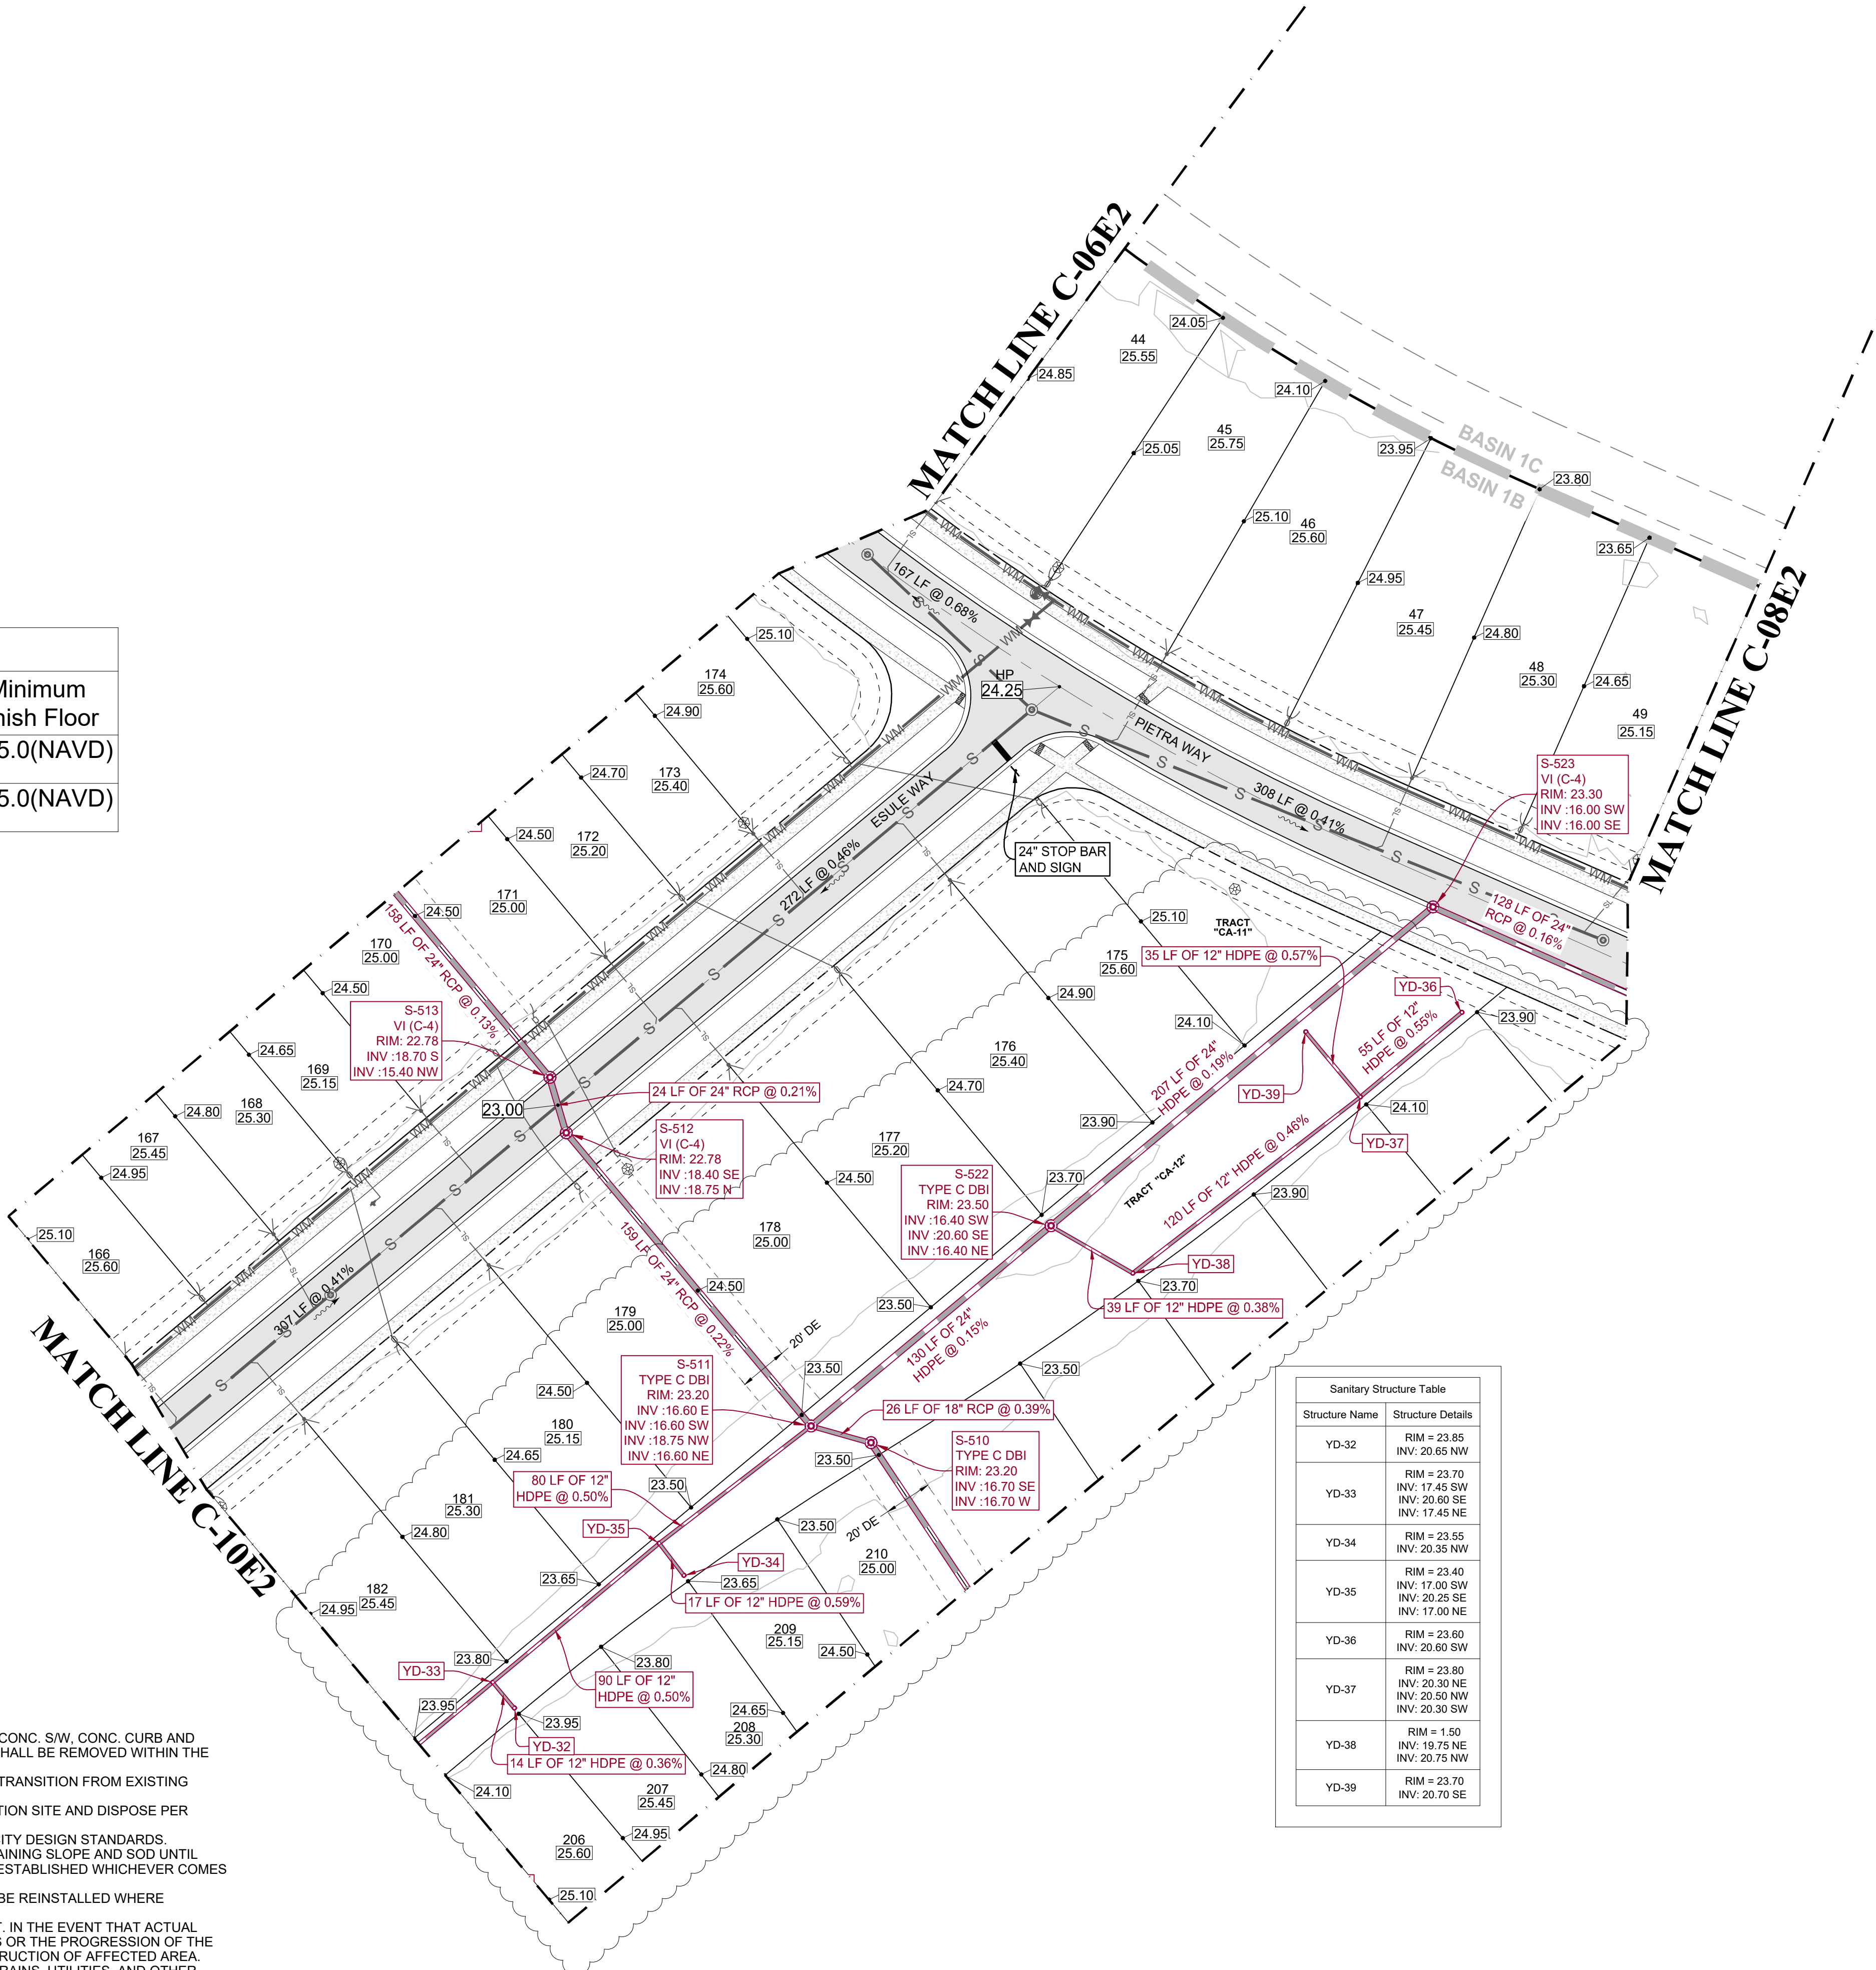 MATCH LINE C-06E2
24.05
44
25.55
24.85
24.10
45
25.75
25.05
23.95
BASIN 1C
BASIN 1B
23.80
25.10
46
25.60
23.65
24.95
47
25.45
24.80
48
25.30
24.65
49
25.15
MATCH LINE C-08E2
167 LF @ 0.68%
HP
24.25
PIETRA WAY
308 LF @ 0.41%
S-523
VI (C-4)
RIM: 23.30
INV :16.00 SW
INV :16.00 SE
128 LF OF 24"
RCP @ 0.16%
Minimum
5.0(NAVD)
5.0(NAVD)
25.10
174
25.60
24.90
173
25.40
24.70
172
25.20
24.50
171
25.00
ESULE WAY
272 LF @ 0.46%
24" STOP BAR
AND SIGN
158 LF OF 24" RCP @ 0.13%
24.50
170
25.00
24.50
24.65
169
25.15
24.80
168
25.30
167
25.45
24.95
25.10
166
25.60
S-513
VI (C-4)
RIM: 22.78
INV :18.70 S
INV :15.40 NW
23.00
24 LF OF 24" RCP @ 0.21%
S-512
VI (C-4)
RIM: 22.78
INV :18.40 SE
INV :18.75 N
307 LF @ 0.41%
MATCH LINE C-10E2
25.10
TRACT
"CA-11"
175
25.60
35 LF OF 12" HDPE @ 0.57%
24.90
24.10
YD-36
23.90
55 LF OF 12"
HDPE @ 0.55%
176
25.40
24.70
207 LF OF 24"
HDPE @ 0.19%
YD-39
24.10
YD-37
23.90
177
25.20
24.50
23.70
S-522
TYPE C DBI
RIM: 23.50
INV :16.40 SW
INV :20.60 SE
INV :16.40 NE
TRACT "CA-12"
120 LF OF 12" HDPE @ 0.46%
23.90
YD-38
23.70
39 LF OF 12" HDPE @ 0.38%
178
25.00
159 LF OF 24" RCP @ 0.22%
24.50
23.50
179
25.00
20' DE
130 LF OF 24"
HDPE @ 0.15%
23.50
23.50
24.50
S-511
TYPE C DBI
RIM: 23.20
INV :16.60 E
INV :16.60 SW
INV :18.75 NW
INV :16.60 NE
26 LF OF 18" RCP @ 0.39%
180
25.15
24.65
23.50
S-510
TYPE C DBI
RIM: 23.20
INV :16.70 SE
INV :16.70 W
80 LF OF 12"
HDPE @ 0.50%
23.50
181
25.30
24.80
YD-35
23.50
20' DE
YD-34
210
25.00
23.65
23.65
17 LF OF 12" HDPE @ 0.59%
182
25.45
24.95
209
25.15
24.50
23.80
YD-33
23.80
90 LF OF 12"
HDPE @ 0.50%
23.95
23.95
24.65
208
25.30
YD-32
14 LF OF 12" HDPE @ 0.36%
24.80
24.10
207
25.45
24.95
206
25.60
25.10
Sanitary Structure Table
Structure Name Structure Details
YD-32 RIM = 23.85
INV: 20.65 NW
YD-33 RIM = 23.70
INV: 17.45 SW
INV: 20.60 SE
INV: 17.45 NE
YD-34 RIM = 23.55
INV: 20.35 NW
YD-35 RIM = 23.40
INV: 17.00 SW
INV: 20.25 SE
INV: 17.00 NE
YD-36 RIM = 23.60
INV: 20.60 SW
YD-37 RIM = 23.80
INV: 20.30 NE
INV: 20.50 NW
INV: 20.30 SW
YD-38 RIM = 1.50
INV: 19.75 NE
INV: 20.75 NW
YD-39 RIM = 23.70
INV: 20.70 SE
CONC. S/W, CONC. CURB AND
SHALL BE REMOVED WITHIN THE
TRANSITION FROM EXISTING
TION SITE AND DISPOSE PER
CITY DESIGN STANDARDS.
AINING SLOPE AND SOD UNTIL
ESTABLISHED WHICHEVER COMES
BE REINSTALLED WHERE
T. IN THE EVENT THAT ACTUAL
S OR THE PROGRESSION OF THE
RUCTION OF AFFECTED AREA.
RAINS, UTILITIES, AND OTHER